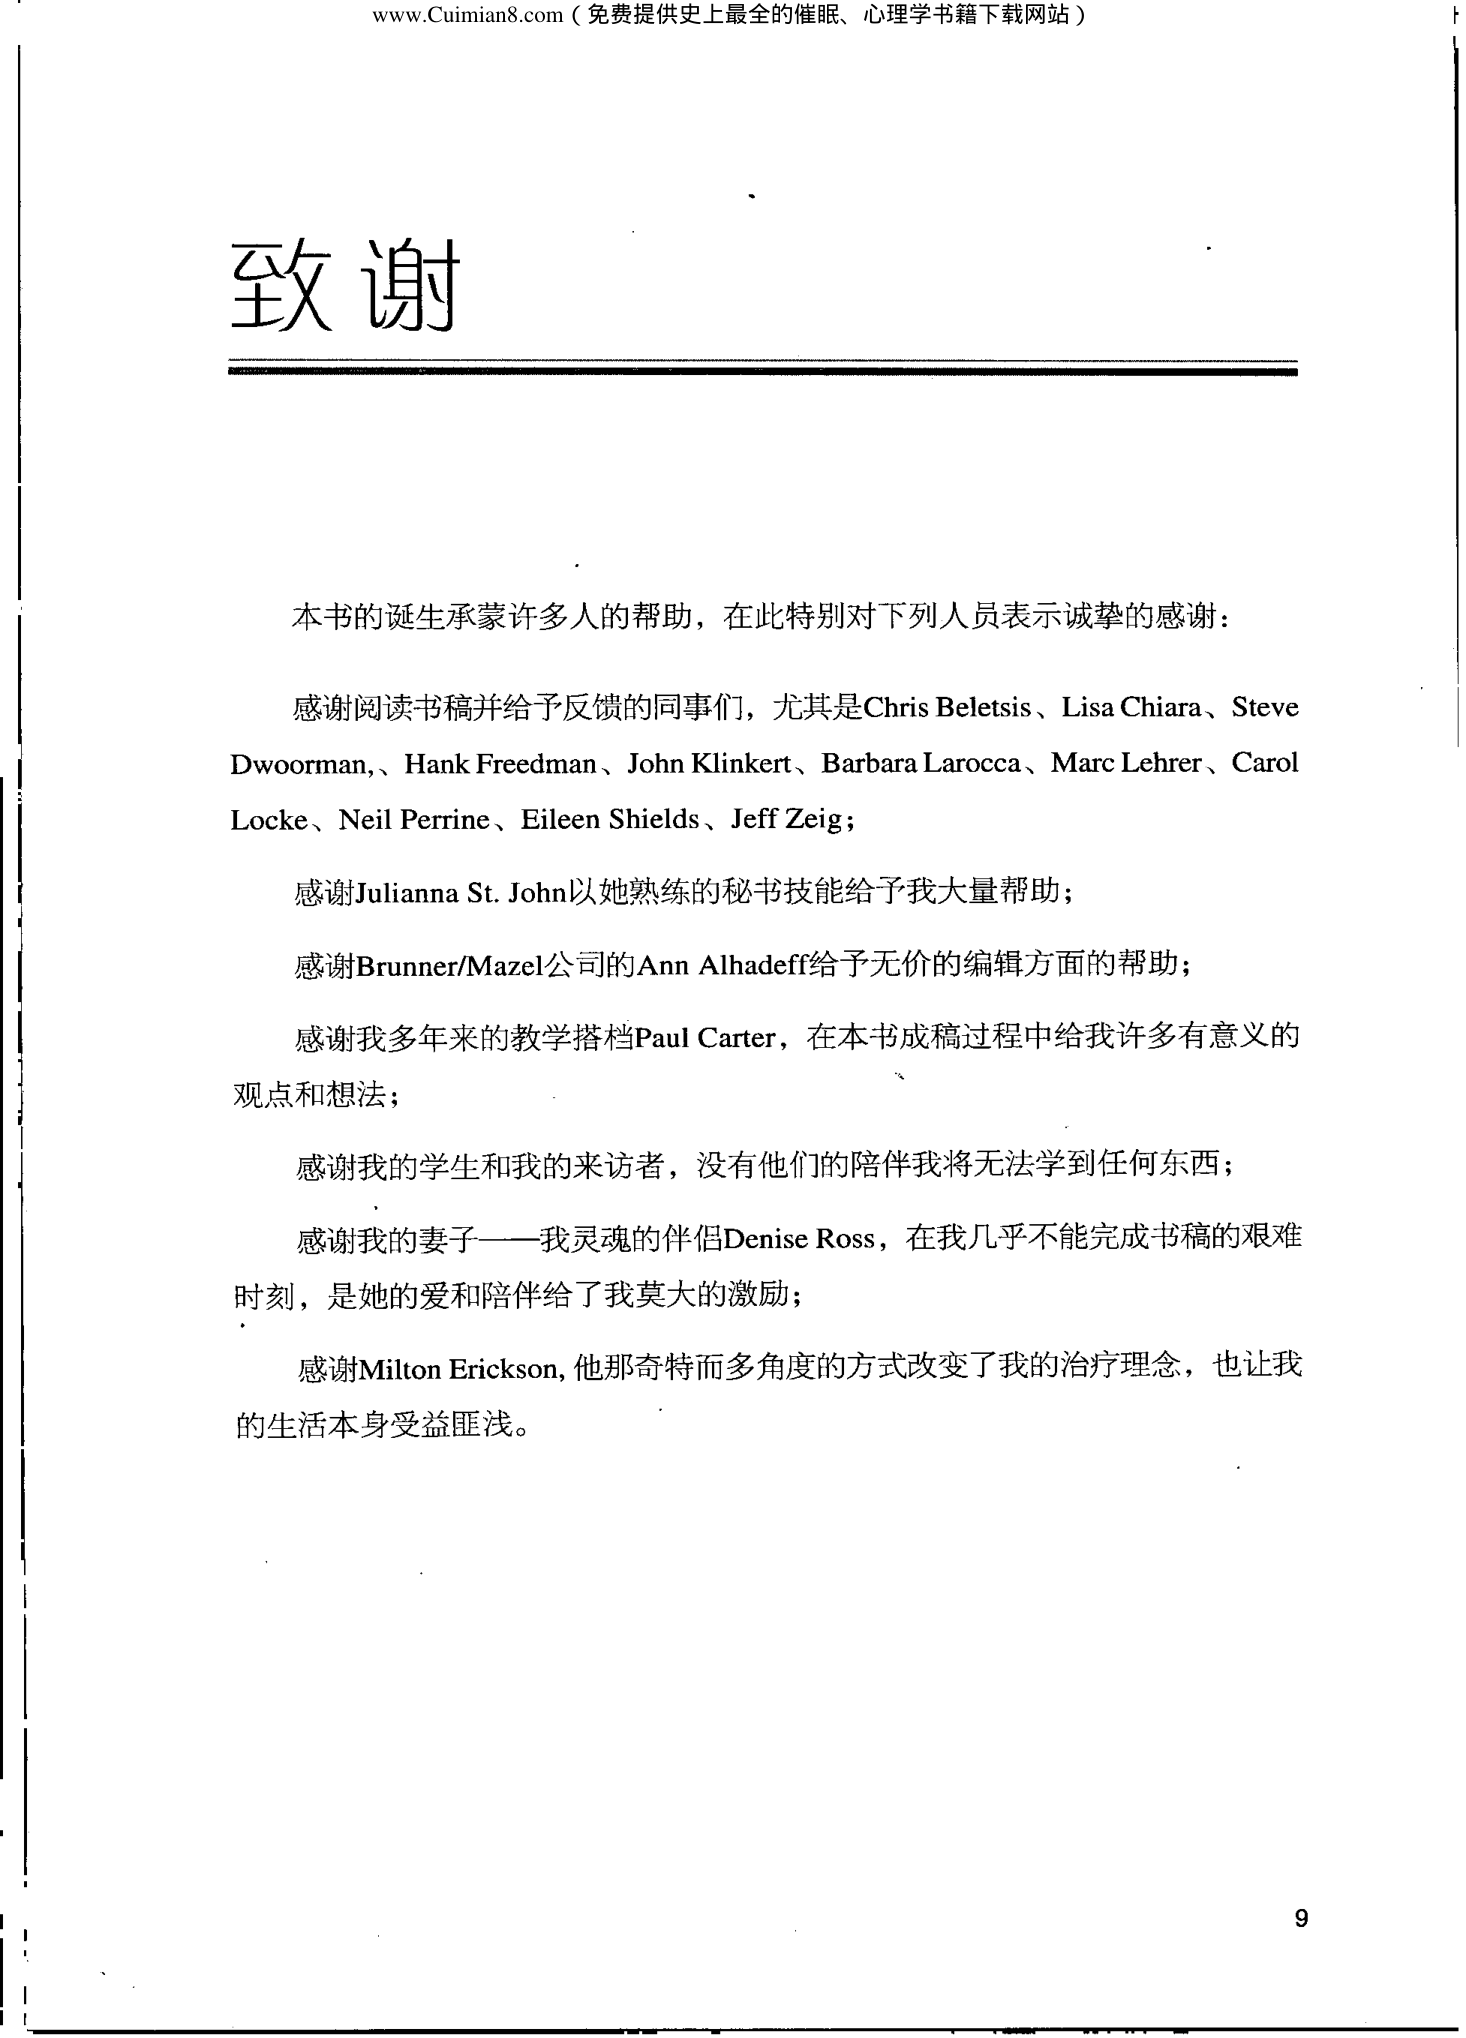 www.Cuimian8.com（免费提供史上最全的催眠、心理学书籍下载网站）
致谢
本书的诞生承蒙许多人的帮助，在此特别对下列人员表示诚挚的感谢：
感谢阅读书稿并给予反馈的同事们，尤其是Chris Beletsis、Lisa Chiara、Steve
Dwoorman,、Hank Freedman、John Klinkert、Barbara Larocca、Marc Lehrer、Carol
Locke、Neil Perrine、Eileen Shields、Jeff Zeig；
感谢Julianna St. John以她熟练的秘书技能给予我大量帮助；
感谢Brunner/Mazel公司的Ann Alhadeff给予无价的编辑方面的帮助；
感谢我多年来的教学搭档Paul Carter，在本书成稿过程中给我许多有意义的
观点和想法；
感谢我的学生和我的来访者，没有他们的陪伴我将无法学到任何东西；
感谢我的妻子——我灵魂的伴侣Denise Ross，在我几乎不能完成书稿的艰难
时刻，是她的爱和陪伴给了我莫大的激励；
感谢Milton Erickson, 他那奇特而多角度的方式改变了我的治疗理念，也让我
的生活本身受益匪浅。
9